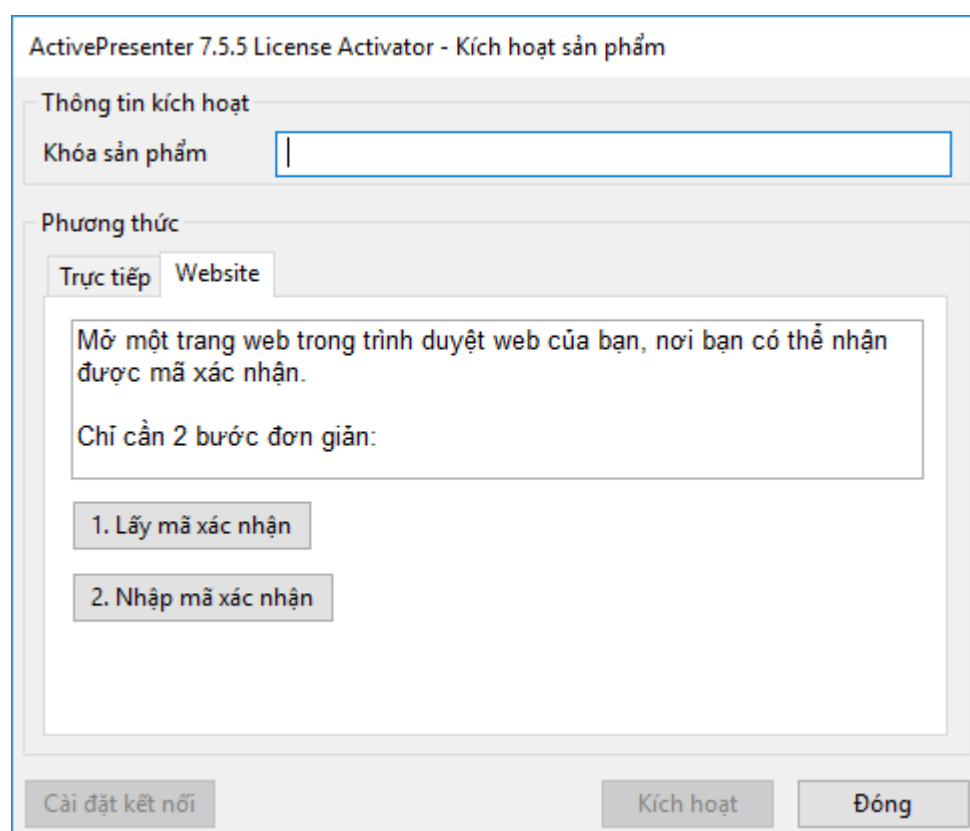 ActivePresenter 7.5.5 License Activator - Kích hoạt sản phẩm
Thông tin kích hoạt
Khóa sản phẩm
Phương thức
Trực tiếp Website
Mở một trang web trong trình duyệt web của bạn, nơi bạn có thể nhận
được mã xác nhận.
Chỉ cần 2 bước đơn giản:
1. Lấy mã xác nhận
2. Nhập mã xác nhận
Cài đặt kết nối Kích hoạt Đóng